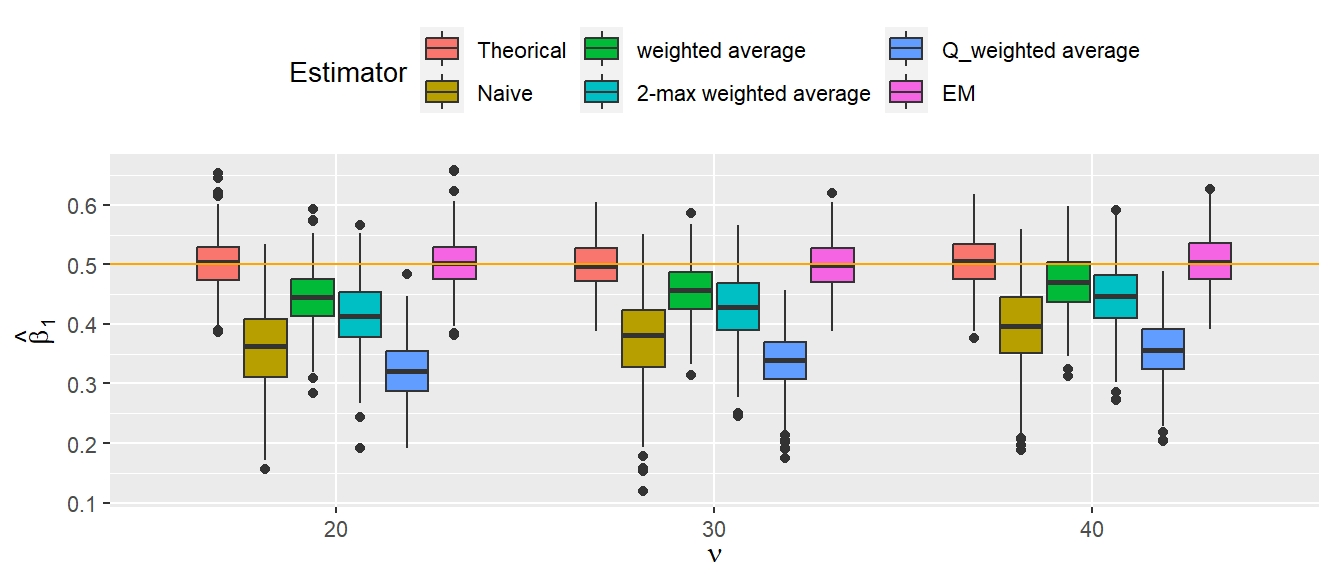 Estimator Theorical weighted average Q_weighted average
Naive 2-max weighted average EM
β̂₁
0.6
0.5
0.4
0.3
0.2
0.1
20 30 40
ν